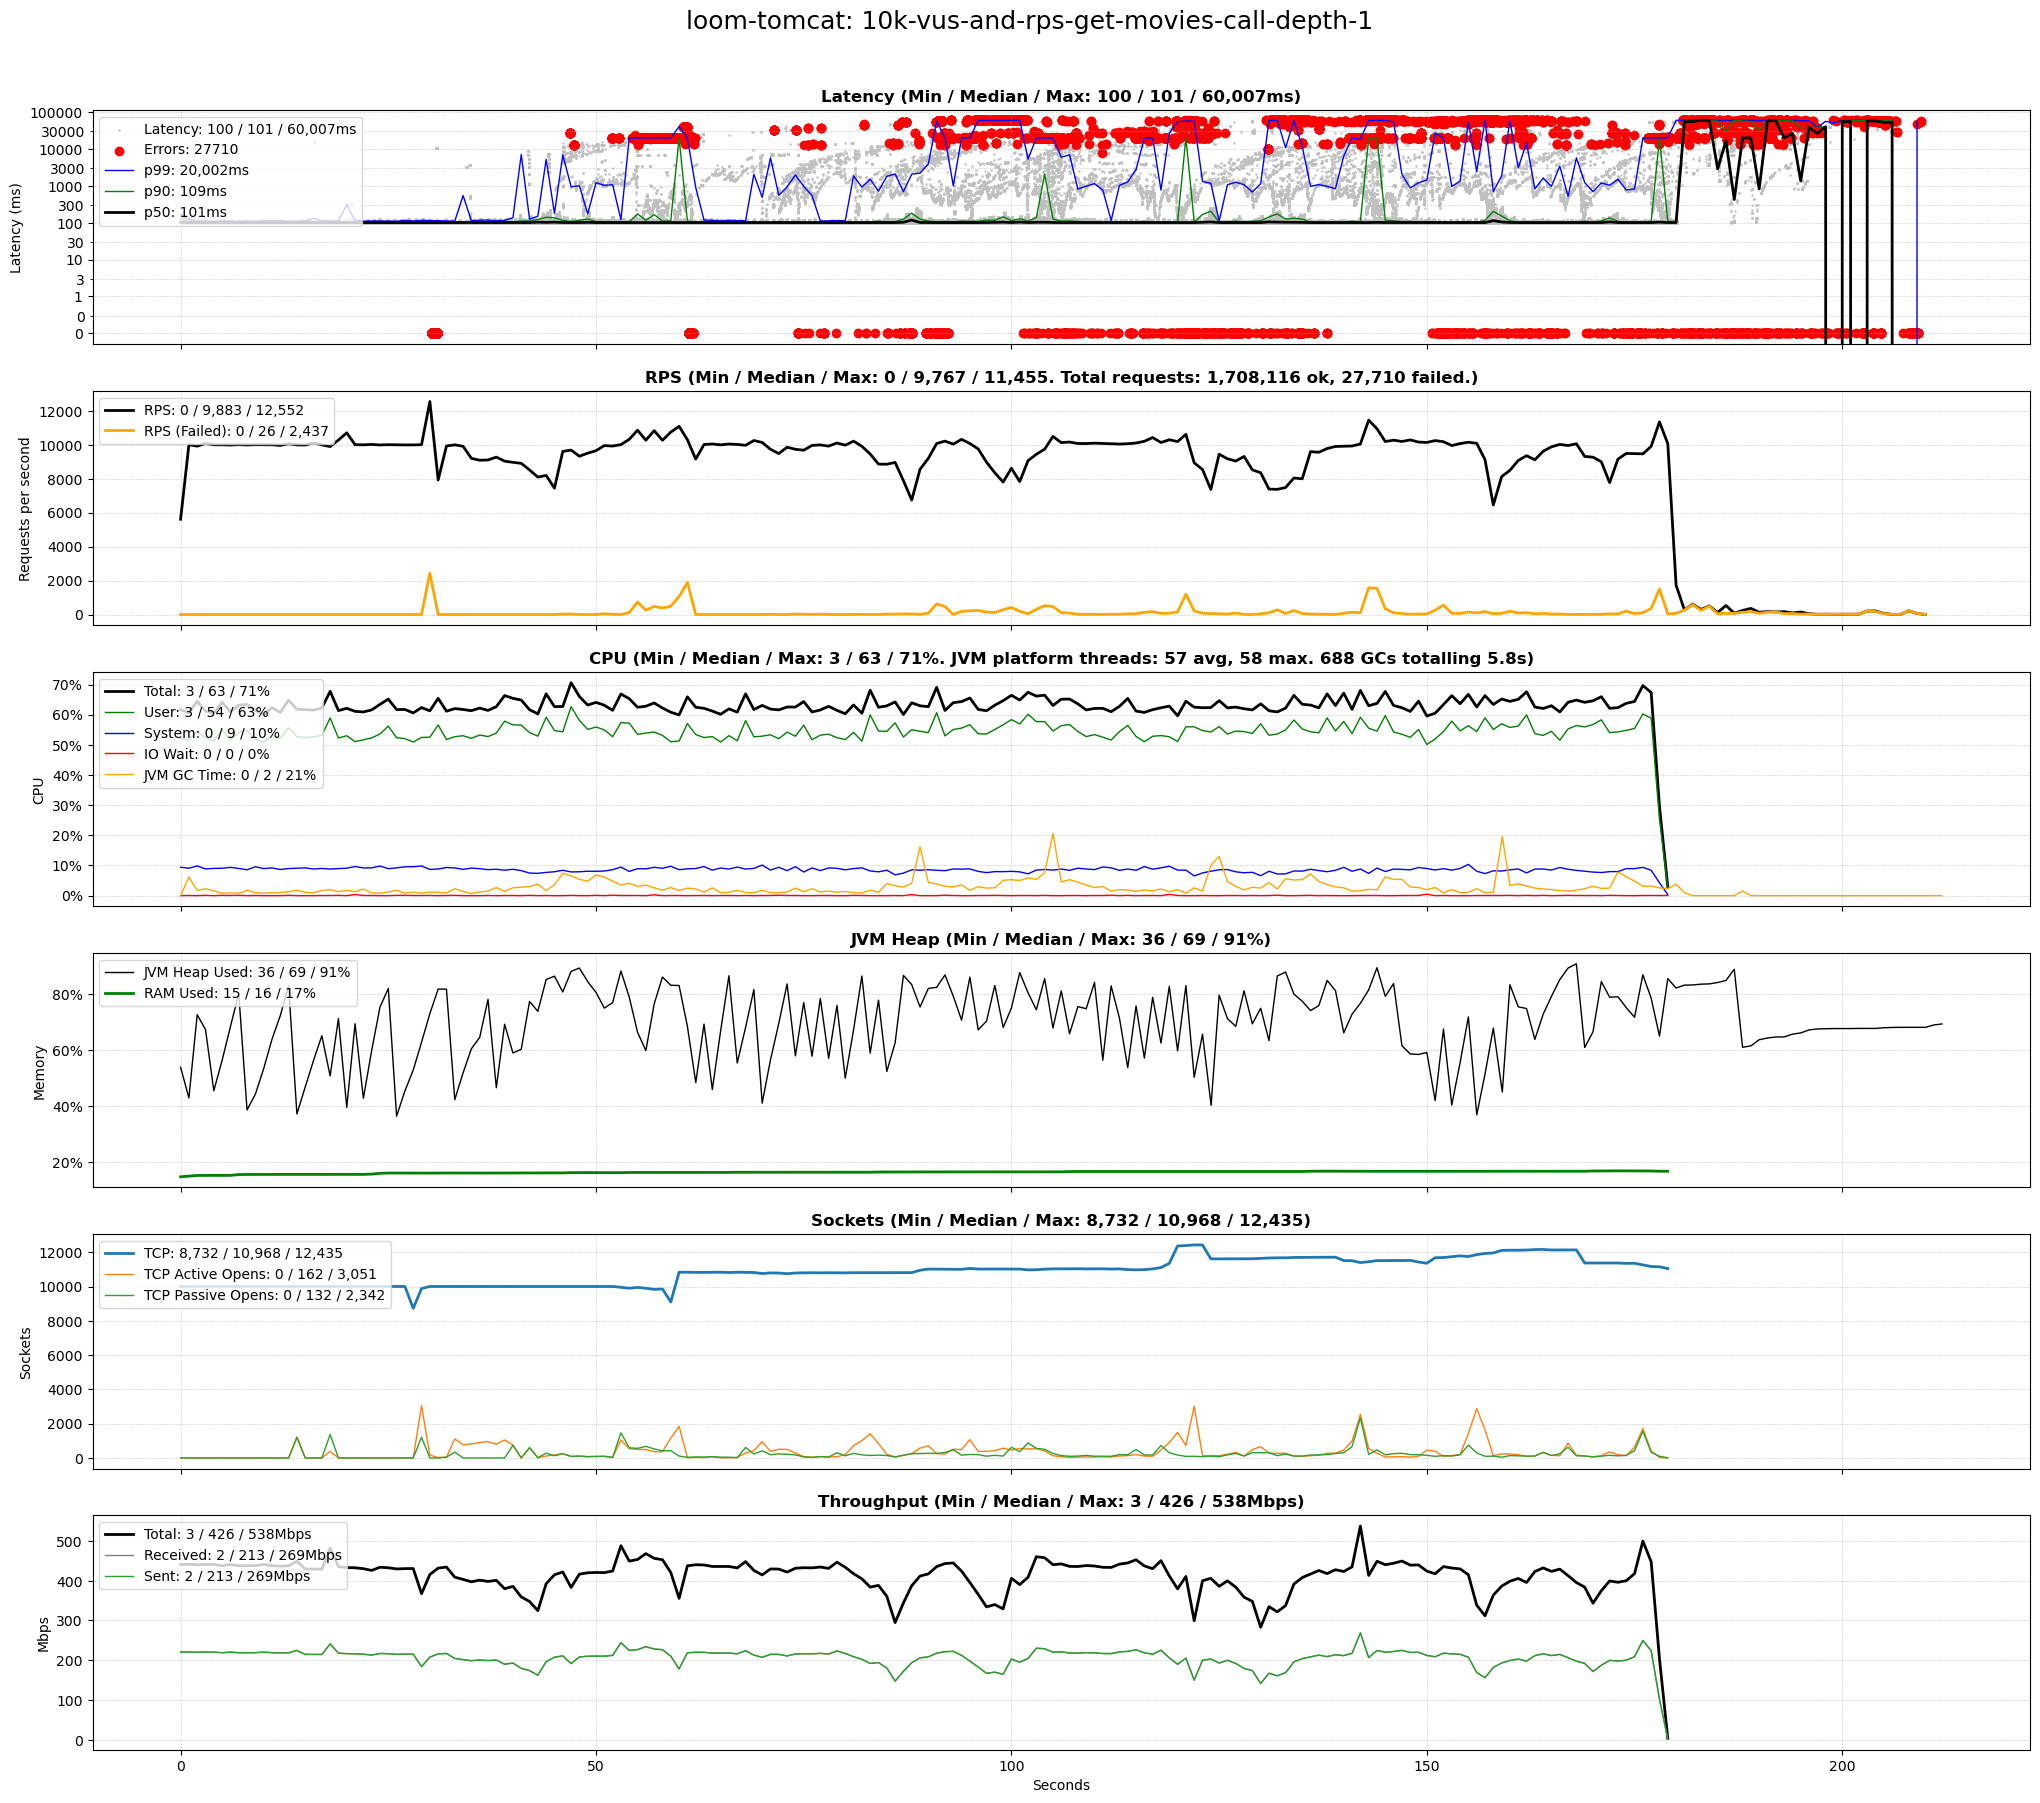 loom-tomcat: 10k-vus-and-rps-get-movies-call-depth-1
Latency (Min / Median / Max: 100 / 101 / 60,007ms)
Latency (ms)
100000
30000
10000
3000
1000
300
100
30
10
3
1
0
0
Latency: 100 / 101 / 60,007ms
Errors: 27710
p99: 20,002ms
p90: 109ms
p50: 101ms
RPS (Min / Median / Max: 0 / 9,767 / 11,455. Total requests: 1,708,116 ok, 27,710 failed.)
Requests per second
12000
10000
8000
6000
4000
2000
0
RPS: 0 / 9,883 / 12,552
RPS (Failed): 0 / 26 / 2,437
CPU (Min / Median / Max: 3 / 63 / 71%. JVM platform threads: 57 avg, 58 max. 688 GCs totalling 5.8s)
CPU
70%
60%
50%
40%
30%
20%
10%
0%
Total: 3 / 63 / 71%
User: 3 / 54 / 63%
System: 0 / 9 / 10%
IO Wait: 0 / 0 / 0%
JVM GC Time: 0 / 2 / 21%
JVM Heap (Min / Median / Max: 36 / 69 / 91%)
Memory
80%
60%
40%
20%
JVM Heap Used: 36 / 69 / 91%
RAM Used: 15 / 16 / 17%
Sockets (Min / Median / Max: 8,732 / 10,968 / 12,435)
Sockets
12000
10000
8000
6000
4000
2000
0
TCP: 8,732 / 10,968 / 12,435
TCP Active Opens: 0 / 162 / 3,051
TCP Passive Opens: 0 / 132 / 2,342
Throughput (Min / Median / Max: 3 / 426 / 538Mbps)
Mbps
500
400
300
200
100
0
Total: 3 / 426 / 538Mbps
Received: 2 / 213 / 269Mbps
Sent: 2 / 213 / 269Mbps
0
50
100
150
200
Seconds